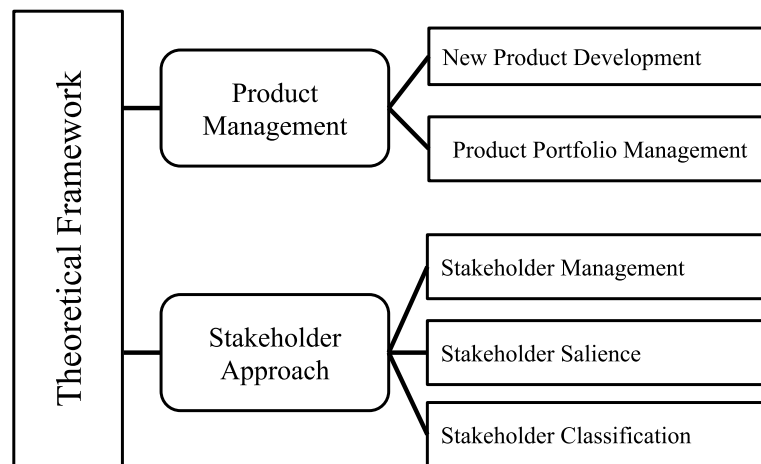 Theoretical Framework
Product
Management
New Product Development
Product Portfolio Management
Stakeholder
Approach
Stakeholder Management
Stakeholder Salience
Stakeholder Classification